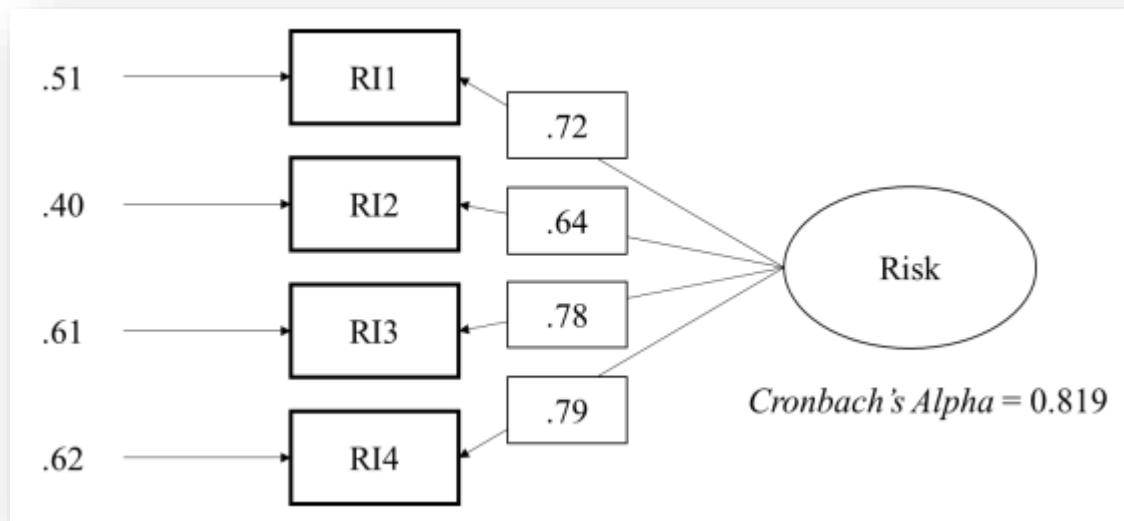 .51
RI1
.72
.40
RI2
.64
Risk
.61
RI3
.78
.79
Cronbach's Alpha = 0.819
.62
RI4